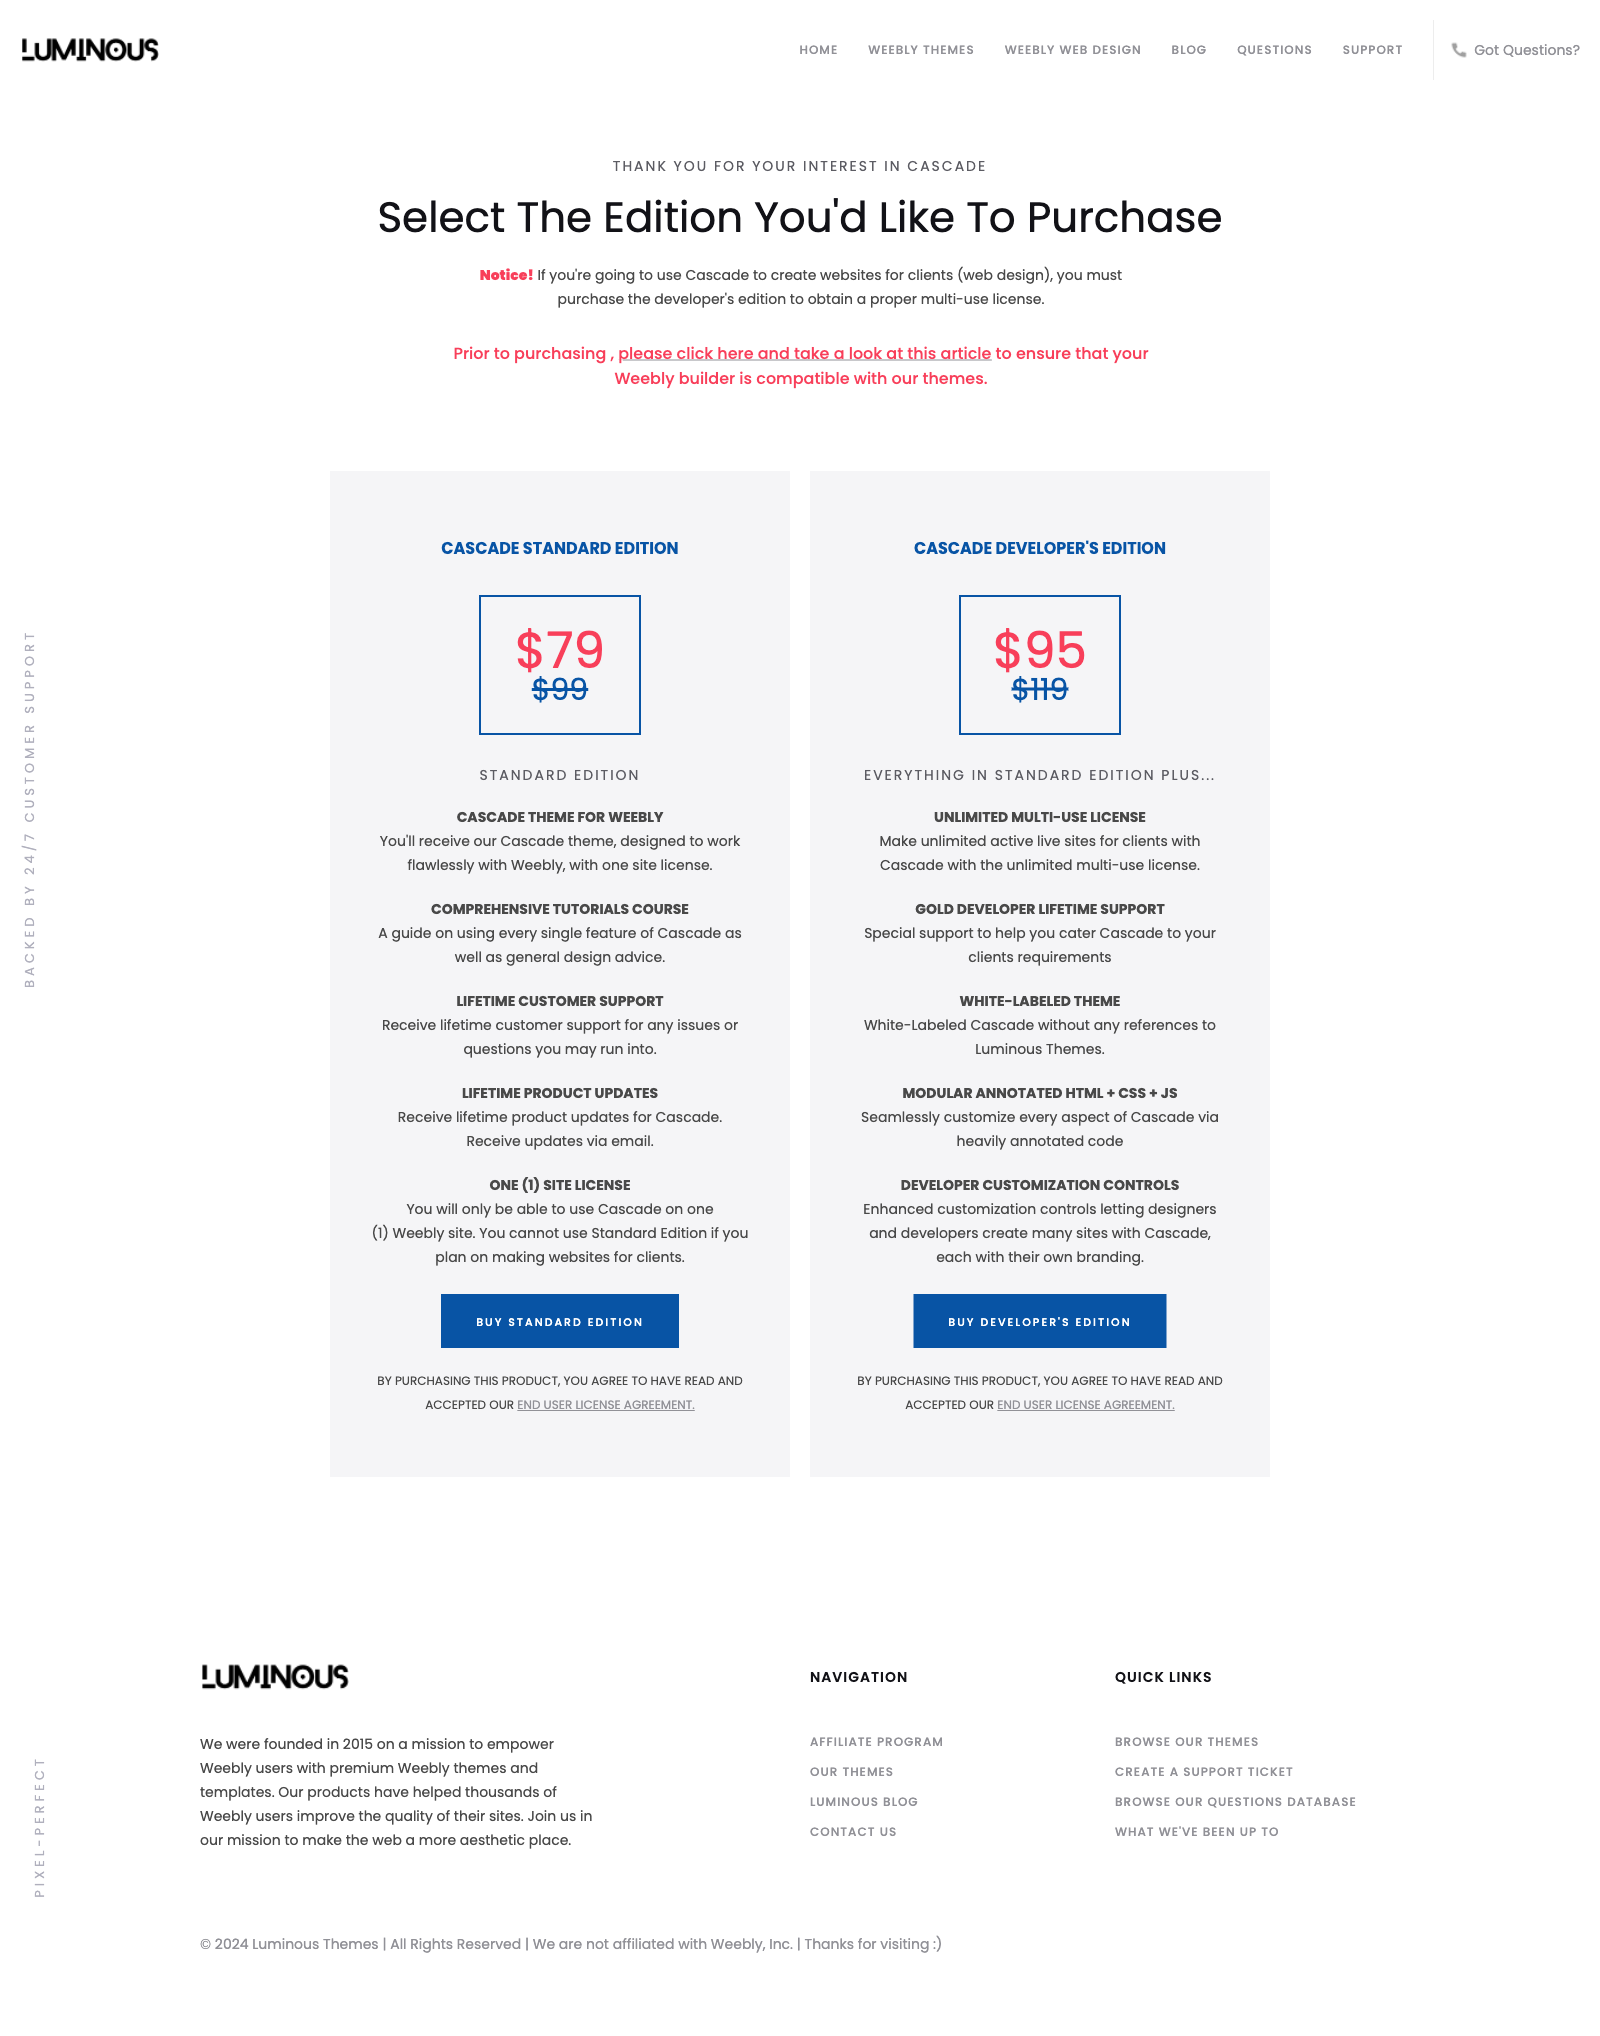 LUMINOUS
HOME
WEEBLY THEMES
WEEBLY WEB DESIGN
BLOG
QUESTIONS
SUPPORT
Got Questions?
THANK YOU FOR YOUR INTEREST IN CASCADE
Select The Edition You'd Like To Purchase
Notice! If you're going to use Cascade to create websites for clients (web design), you must
purchase the developer's edition to obtain a proper multi-use license.
Prior to purchasing , please click here and take a look at this article to ensure that your
Weebly builder is compatible with our themes.
CASCADE STANDARD EDITION
$79
$99
STANDARD EDITION
CASCADE THEME FOR WEEBLY
You'll receive our Cascade theme, designed to work
flawlessly with Weebly, with one site license.
COMPREHENSIVE TUTORIALS COURSE
A guide on using every single feature of Cascade as
well as general design advice.
LIFETIME CUSTOMER SUPPORT
Receive lifetime customer support for any issues or
questions you may run into.
LIFETIME PRODUCT UPDATES
Receive lifetime product updates for Cascade.
Receive updates via email.
ONE (1) SITE LICENSE
You will only be able to use Cascade on one
(1) Weebly site. You cannot use Standard Edition if you
plan on making websites for clients.
BUY STANDARD EDITION
BY PURCHASING THIS PRODUCT, YOU AGREE TO HAVE READ AND
ACCEPTED OUR END USER LICENSE AGREEMENT.
CASCADE DEVELOPER'S EDITION
$95
$119
EVERYTHING IN STANDARD EDITION PLUS...
UNLIMITED MULTI-USE LICENSE
Make unlimited active live sites for clients with
Cascade with the unlimited multi-use license.
GOLD DEVELOPER LIFETIME SUPPORT
Special support to help you cater Cascade to your
clients requirements
WHITE-LABELED THEME
White-Labeled Cascade without any references to
Luminous Themes.
MODULAR ANNOTATED HTML + CSS + JS
Seamlessly customize every aspect of Cascade via
heavily annotated code
DEVELOPER CUSTOMIZATION CONTROLS
Enhanced customization controls letting designers
and developers create many sites with Cascade,
each with their own branding.
BUY DEVELOPER'S EDITION
BY PURCHASING THIS PRODUCT, YOU AGREE TO HAVE READ AND
ACCEPTED OUR END USER LICENSE AGREEMENT.
BACKED BY 24/7 CUSTOMER SUPPORT
LUMINOUS
We were founded in 2015 on a mission to empower
Weebly users with premium Weebly themes and
templates. Our products have helped thousands of
Weebly users improve the quality of their sites. Join us in
our mission to make the web a more aesthetic place.
NAVIGATION
AFFILIATE PROGRAM
OUR THEMES
LUMINOUS BLOG
CONTACT US
QUICK LINKS
BROWSE OUR THEMES
CREATE A SUPPORT TICKET
BROWSE OUR QUESTIONS DATABASE
WHAT WE'VE BEEN UP TO
PIXEL-PERFECT
© 2024 Luminous Themes | All Rights Reserved | We are not affiliated with Weebly, Inc. | Thanks for visiting :)